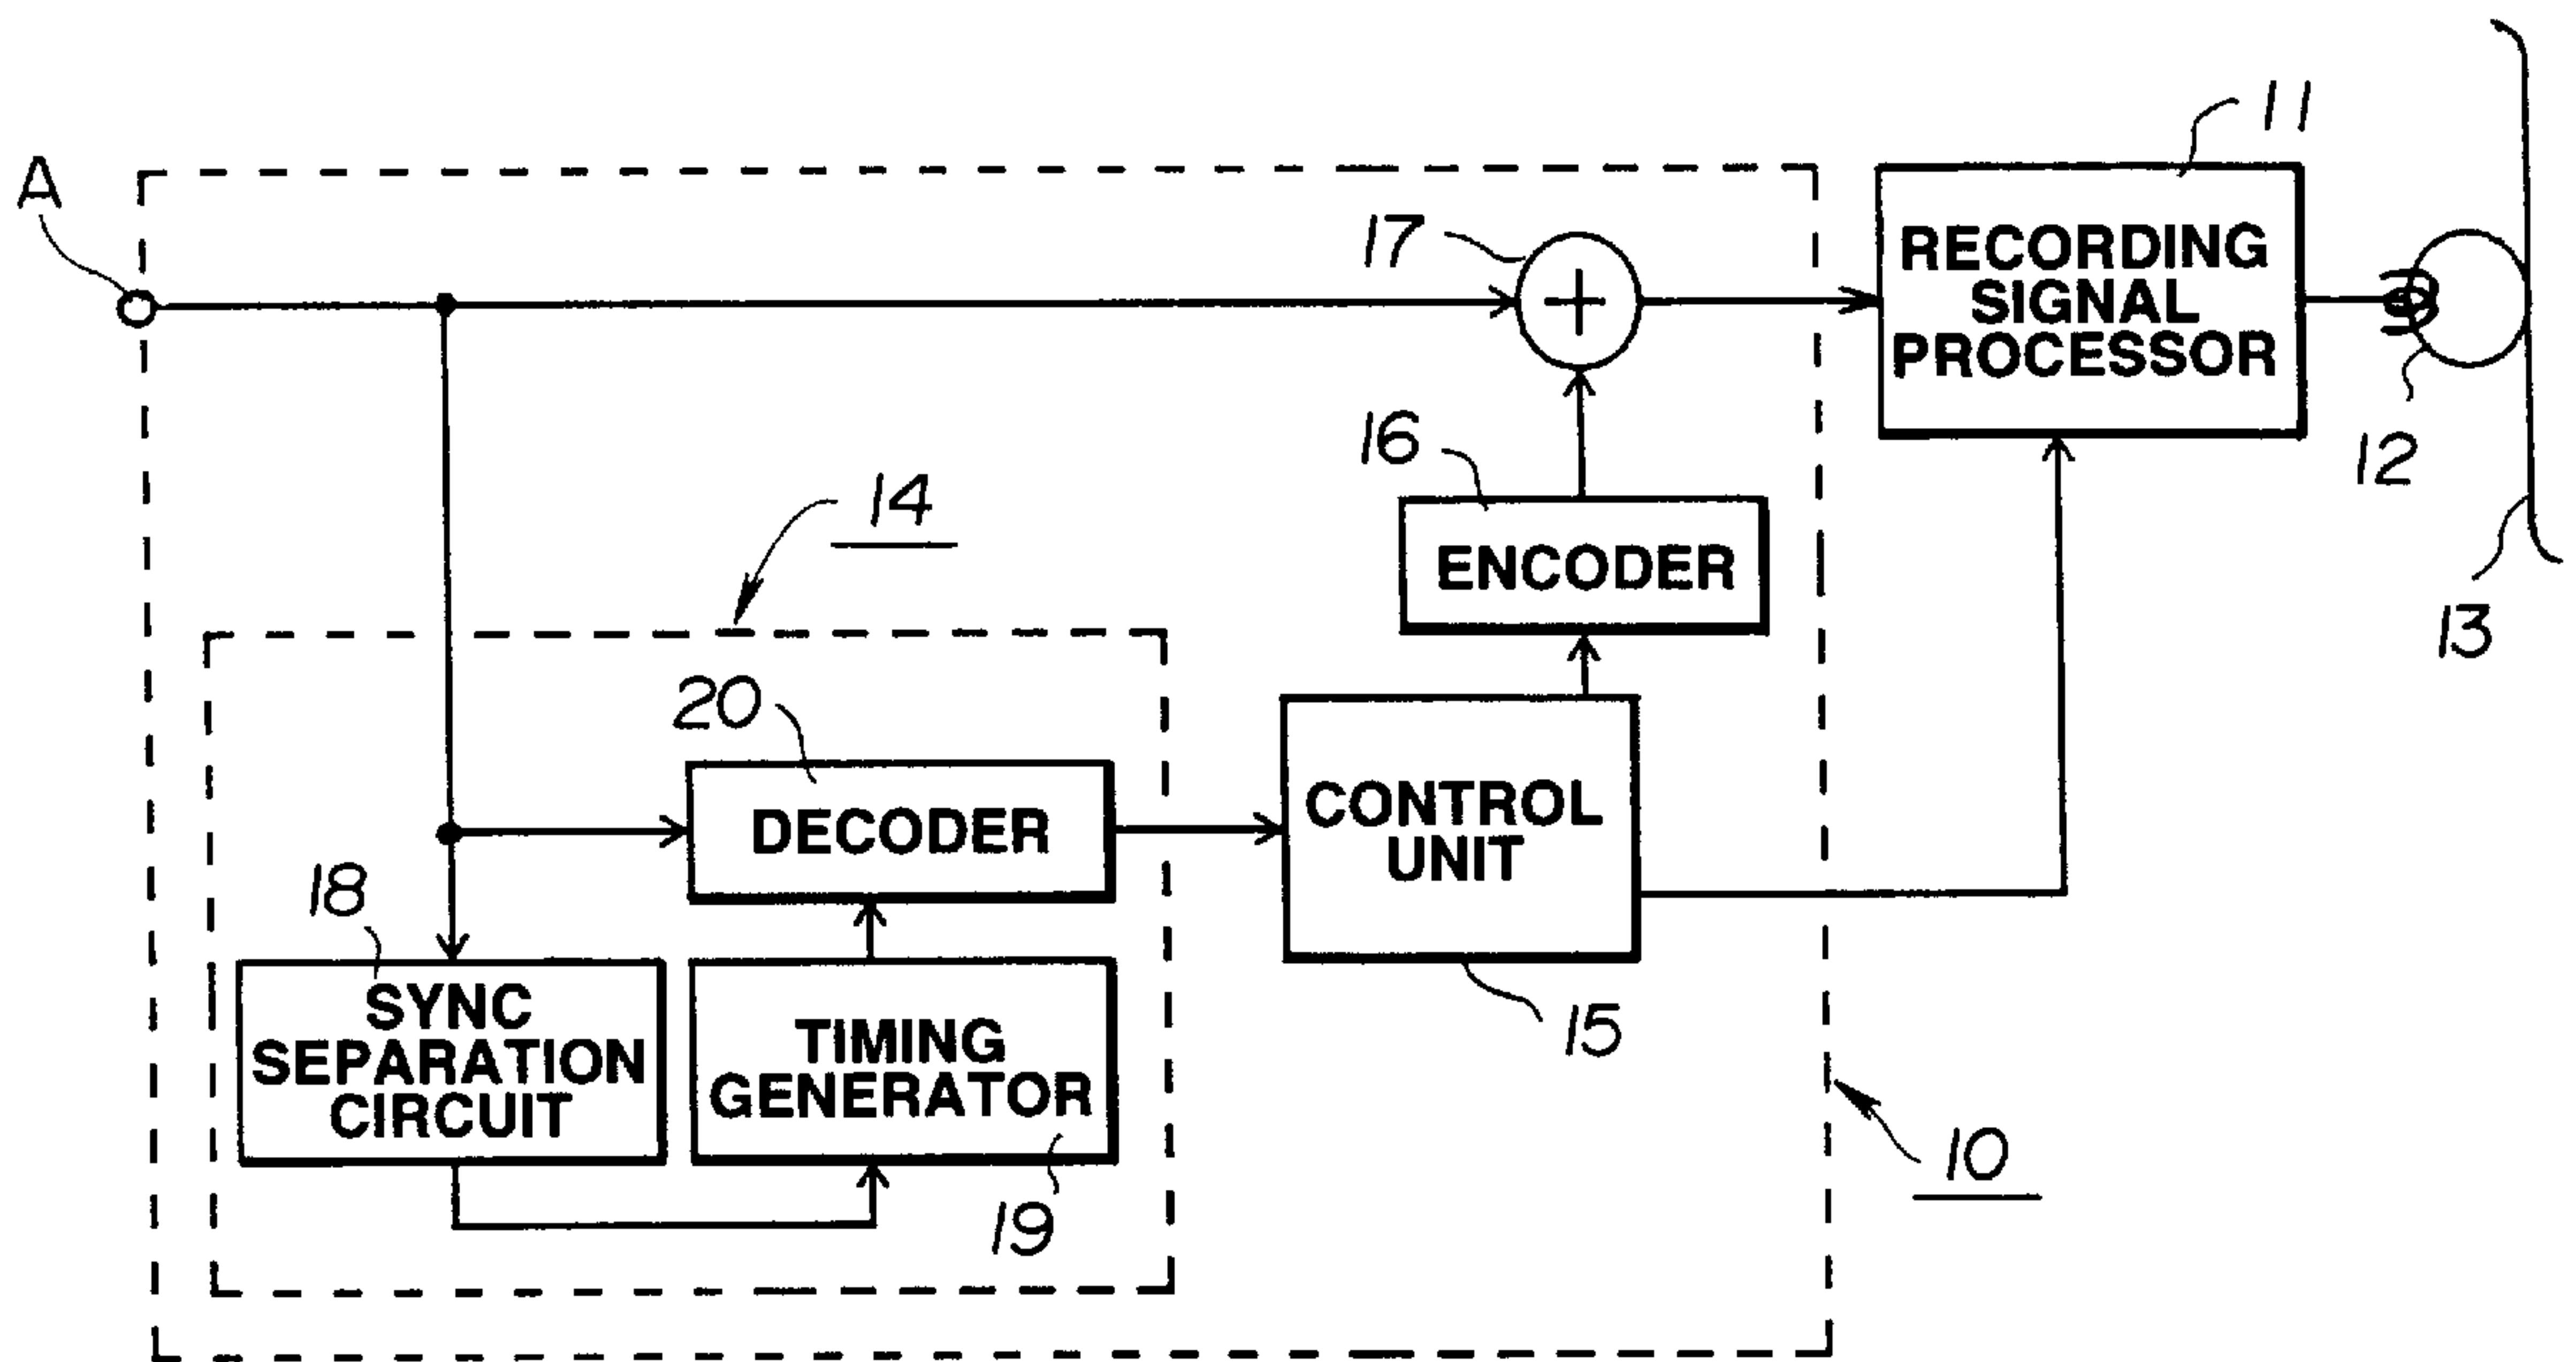 A
11
17
RECORDING
SIGNAL
PROCESSOR
12
13
16
ENCODER
14
20
DECODER
CONTROL
UNIT
15
18
SYNC
SEPARATION
CIRCUIT
TIMING
GENERATOR
19
10